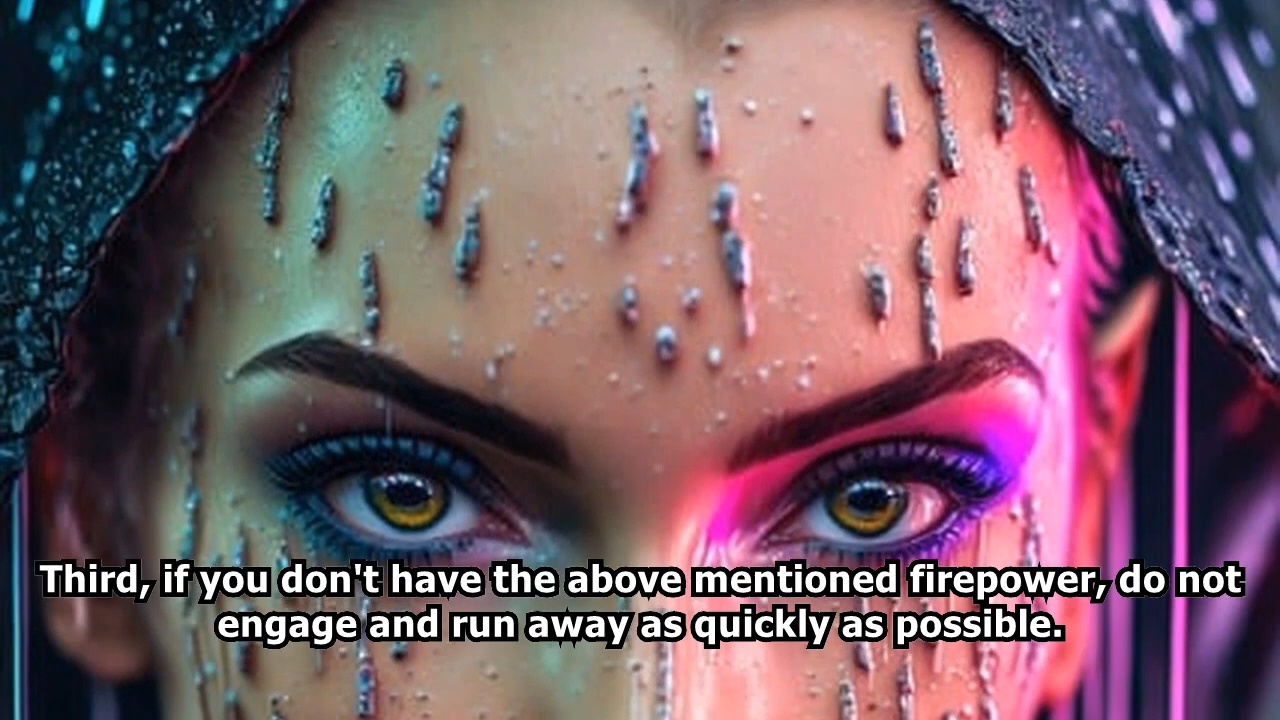 Third, if you don't have the above mentioned firepower, do not
engage and run away as quickly as possible.